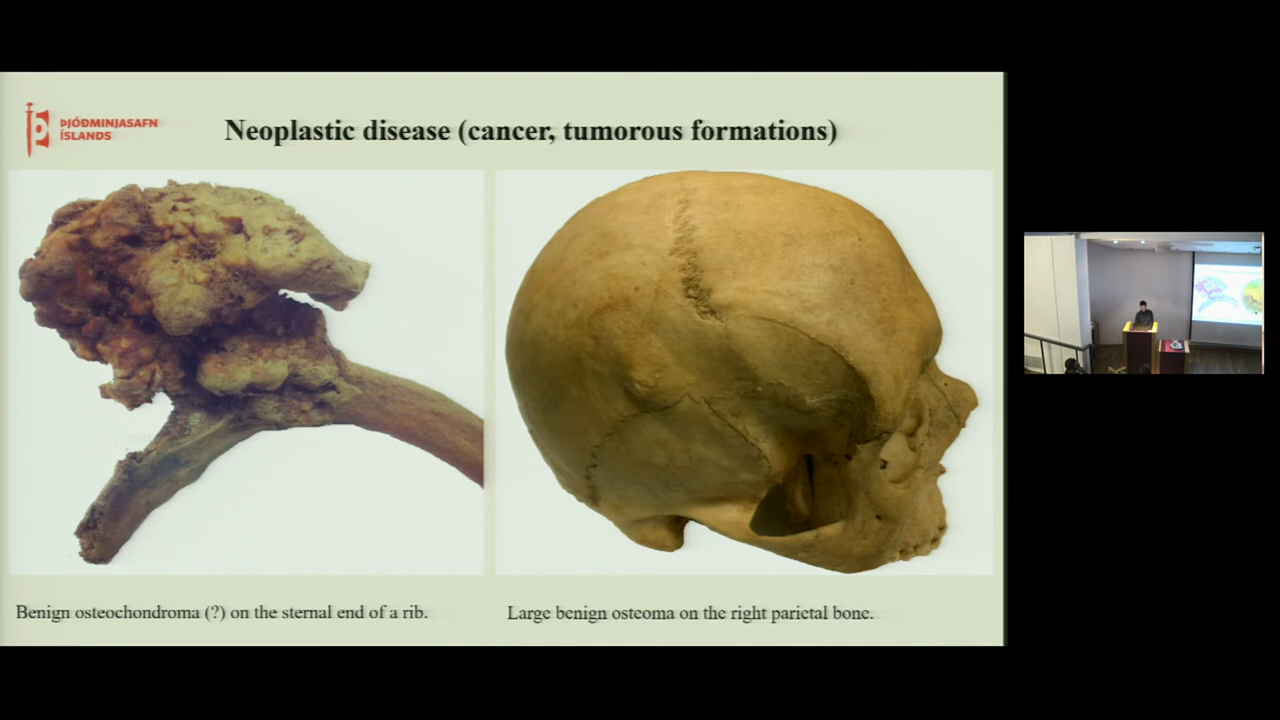 ÞJÓÐMINJASAFN
ÍSLANDS
Neoplastic disease (cancer, tumorous formations)
Benign osteochondroma (?) on the sternal end of a rib.
Large benign osteoma on the right parietal bone.